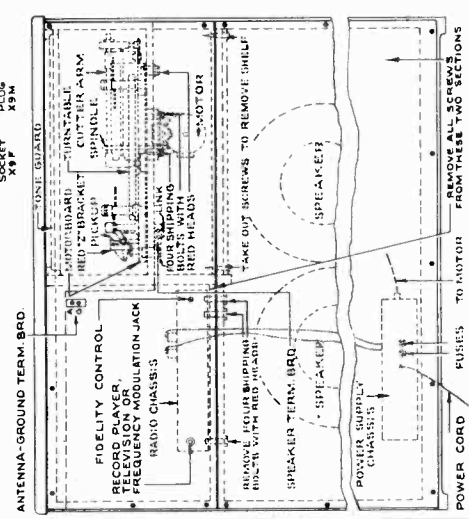 SOCKET X9F
PLUG X9M
TONE GUARD
ANTENNA-GROUND TERM. BRD.
A
G
MOTORBOARD
RED "Z" BRACKET
PICKUP
TURNTABLE
CUTTER ARM
SPINDLE
MOTOR
FOUR SHIPPING
BOLTS WITH
RED HEADS
FIDELITY CONTROL
RECORD PLAYER,
TELEVISION OR
FREQUENCY MODULATION JACK
RADIO CHASSIS
TAKE OUT SCREWS TO REMOVE SHELF
REMOVE FOUR SHIPPING
BOLTS WITH RED HEADS
SPEAKER TERM. BRD.
SPEAKER
SPEAKER
POWER SUPPLY
CHASSIS
REMOVE ALL SCREWS
FROM THESE TWO SECTIONS
POWER CORD
FUSES
TO MOTOR